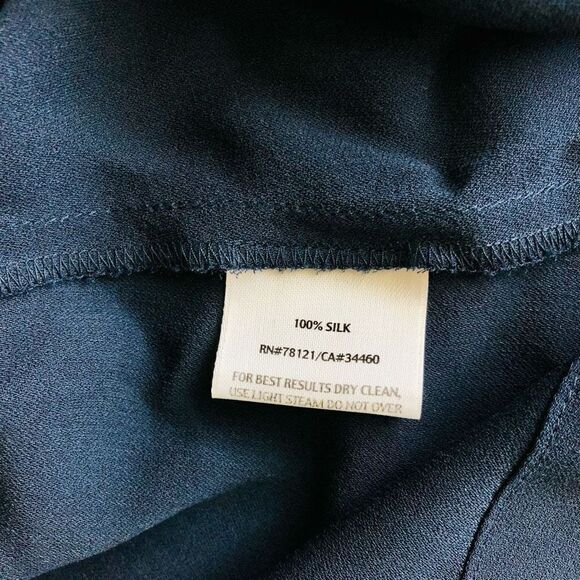 100% SILK
RN#78121/CA#34460
FOR BEST RESULTS DRY CLEAN,
USE LIGHT STEAM DO NOT OVER